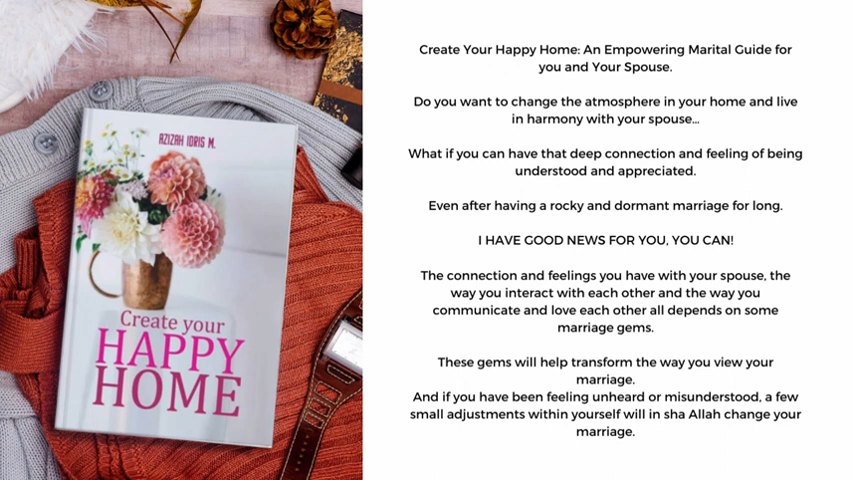 AZIZAH IDRIS M.
Create your
HAPPY
HOME
Create Your Happy Home: An Empowering Marital Guide for
you and Your Spouse.
Do you want to change the atmosphere in your home and live
in harmony with your spouse...
What if you can have that deep connection and feeling of being
understood and appreciated.
Even after having a rocky and dormant marriage for long.
I HAVE GOOD NEWS FOR YOU, YOU CAN!
The connection and feelings you have with your spouse, the
way you interact with each other and the way you
communicate and love each other all depends on some
marriage gems.
These gems will help transform the way you view your
marriage.
And if you have been feeling unheard or misunderstood, a few
small adjustments within yourself will in sha Allah change your
marriage.